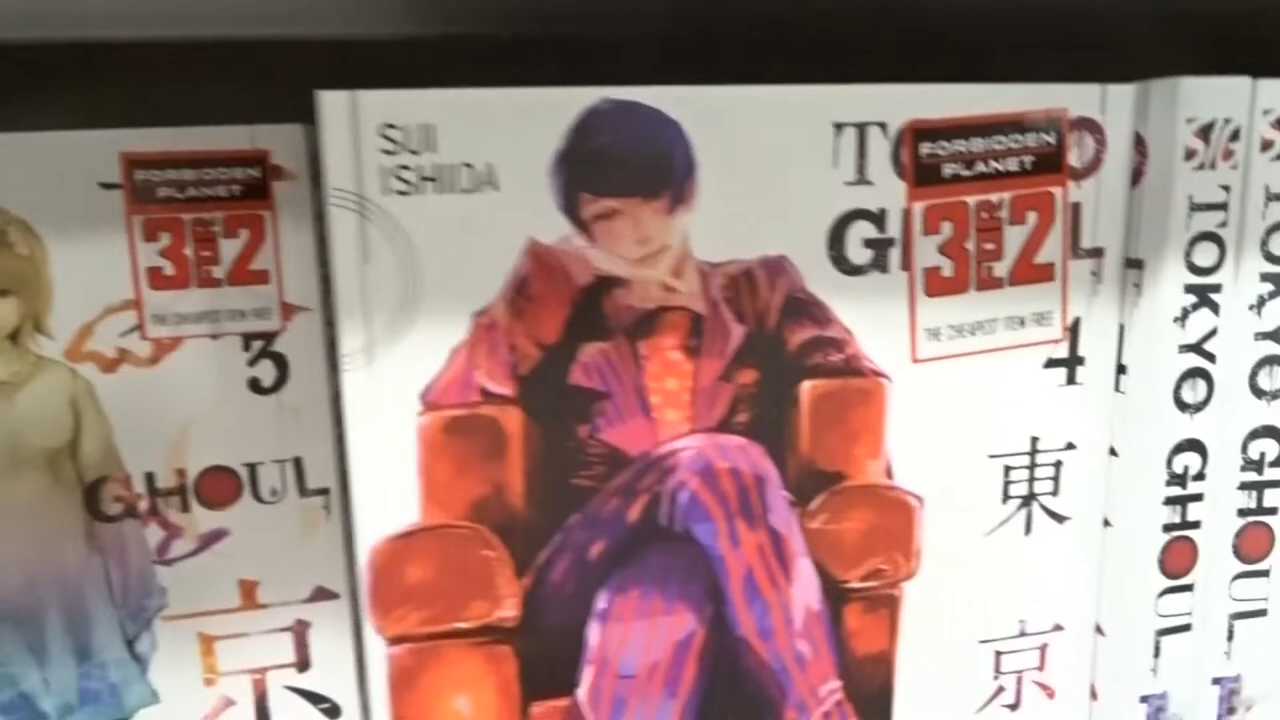 FORBIDDEN
PLANET
3 FOR 2
THE CHEAPEST ITEM FREE
3
GHOUL
京
SUI
ISHIDA
FORBIDDEN
PLANET
3 FOR 2
THE CHEAPEST ITEM FREE
4
東
京
TOKYO GHOUL
TOKYO GHOUL